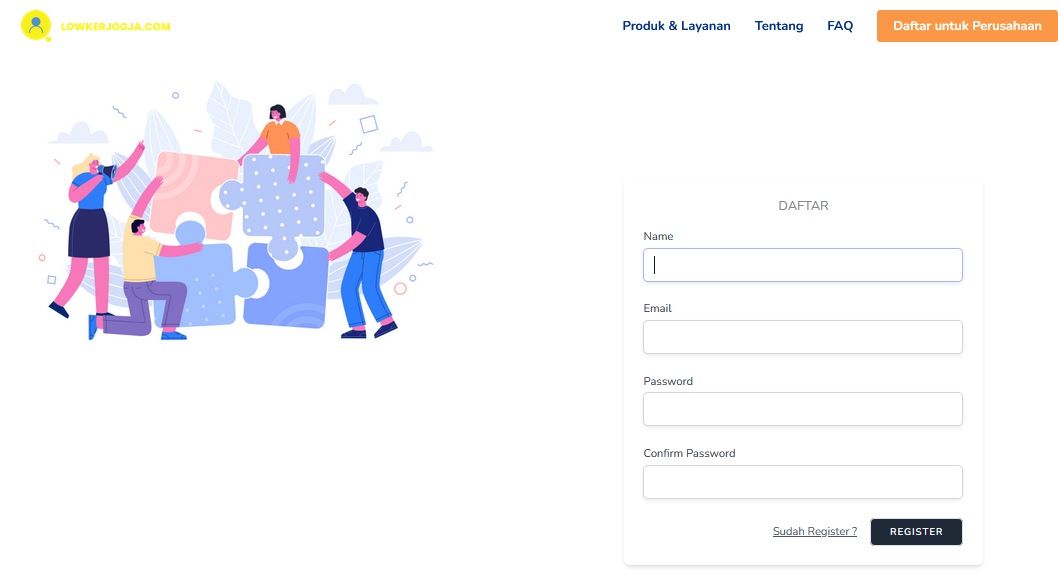 LOWKERJOGJA.COM
Produk & Layanan
Tentang
FAQ
Daftar untuk Perusahaan
DAFTAR
Name
Email
Password
Confirm Password
Sudah Register ?
REGISTER